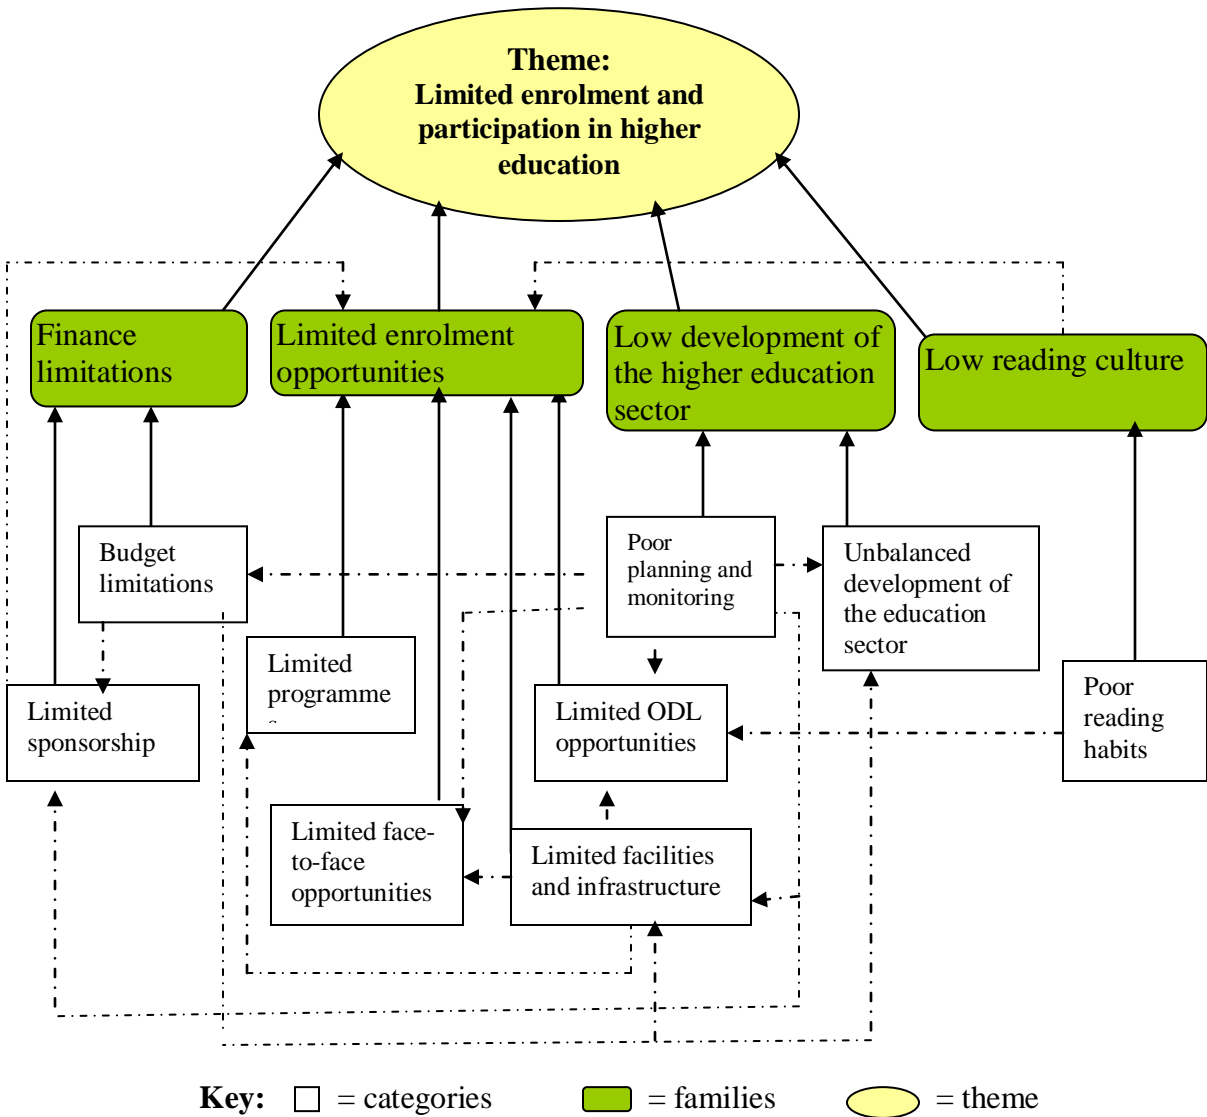 Theme:
Limited enrolment and
participation in higher
education
Finance
limitations
Limited enrolment
opportunities
Low development of
the higher education
sector
Low reading culture
Budget
limitations
Poor
planning and
monitoring
Unbalanced
development of
the education
sector
Limited
programme
Limited
sponsorship
Limited ODL
opportunities
Poor
reading
habits
Limited face-
to-face
opportunities
Limited facilities
and infrastructure
Key: = categories = families = theme